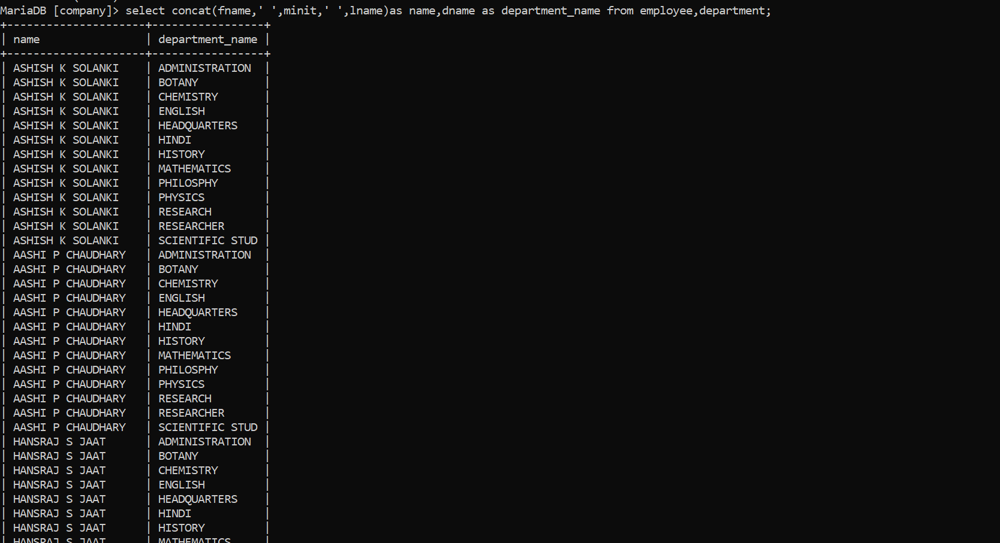 MariaDB [company]> select concat(fname,' ',minit,' ',lname)as name,dname as department_name from employee,department;
+---------------------+-----------------+
| name                | department_name |
+---------------------+-----------------+
| ASHISH K SOLANKI    | ADMINISTRATION  |
| ASHISH K SOLANKI    | BOTANY          |
| ASHISH K SOLANKI    | CHEMISTRY       |
| ASHISH K SOLANKI    | ENGLISH         |
| ASHISH K SOLANKI    | HEADQUARTERS    |
| ASHISH K SOLANKI    | HINDI           |
| ASHISH K SOLANKI    | HISTORY         |
| ASHISH K SOLANKI    | MATHEMATICS     |
| ASHISH K SOLANKI    | PHILOSPHY       |
| ASHISH K SOLANKI    | PHYSICS         |
| ASHISH K SOLANKI    | RESEARCH        |
| ASHISH K SOLANKI    | RESEARCHER      |
| ASHISH K SOLANKI    | SCIENTIFIC STUD |
| AASHI P CHAUDHARY   | ADMINISTRATION  |
| AASHI P CHAUDHARY   | BOTANY          |
| AASHI P CHAUDHARY   | CHEMISTRY       |
| AASHI P CHAUDHARY   | ENGLISH         |
| AASHI P CHAUDHARY   | HEADQUARTERS    |
| AASHI P CHAUDHARY   | HINDI           |
| AASHI P CHAUDHARY   | HISTORY         |
| AASHI P CHAUDHARY   | MATHEMATICS     |
| AASHI P CHAUDHARY   | PHILOSPHY       |
| AASHI P CHAUDHARY   | PHYSICS         |
| AASHI P CHAUDHARY   | RESEARCH        |
| AASHI P CHAUDHARY   | RESEARCHER      |
| AASHI P CHAUDHARY   | SCIENTIFIC STUD |
| HANSRAJ S JAAT      | ADMINISTRATION  |
| HANSRAJ S JAAT      | BOTANY          |
| HANSRAJ S JAAT      | CHEMISTRY       |
| HANSRAJ S JAAT      | ENGLISH         |
| HANSRAJ S JAAT      | HEADQUARTERS    |
| HANSRAJ S JAAT      | HINDI           |
| HANSRAJ S JAAT      | HISTORY         |
| HANSRAJ S JAAT      | MATHEMATICS     |